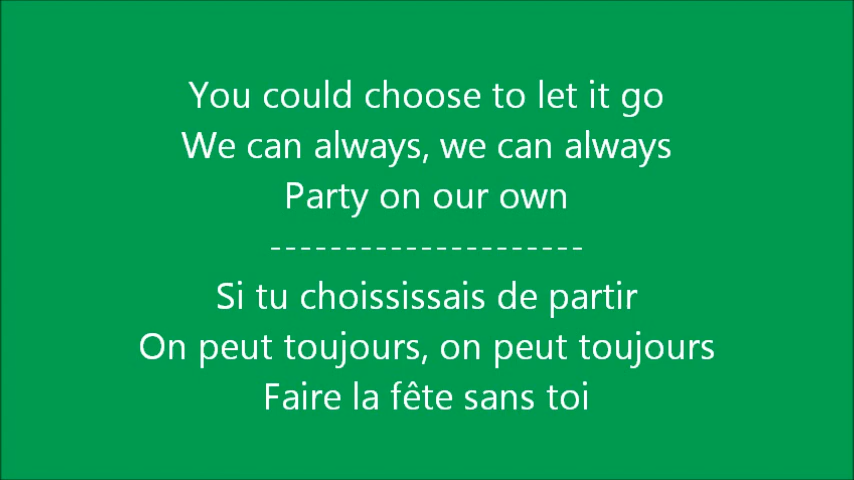 You could choose to let it go
We can always, we can always
Party on our own
---------------------
Si tu choississais de partir
On peut toujours, on peut toujours
Faire la fête sans toi